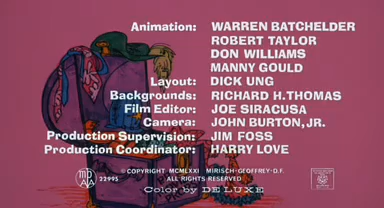 Animation: WARREN BATCHELDER
ROBERT TAYLOR
DON WILLIAMS
MANNY GOULD
Layout: DICK UNG
Backgrounds: RICHARD H. THOMAS
Film Editor: JOE SIRACUSA
Camera: JOHN BURTON, JR.
Production Supervision: JIM FOSS
Production Coordinator: HARRY LOVE
MPAA 22995
© COPYRIGHT MCMLXXI MIRISCH-GEOFFREY-D.F.
ALL RIGHTS RESERVED
Color by DE LUXE